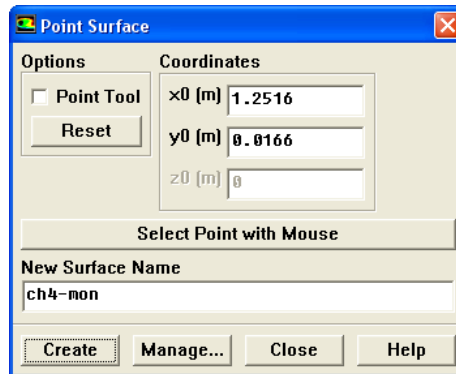 Point Surface
Options
Point Tool
Reset
Coordinates
x0 (m) 1.2516
y0 (m) 0.0166
z0 (m) 0
Select Point with Mouse
New Surface Name
ch4-mon
Create Manage... Close Help